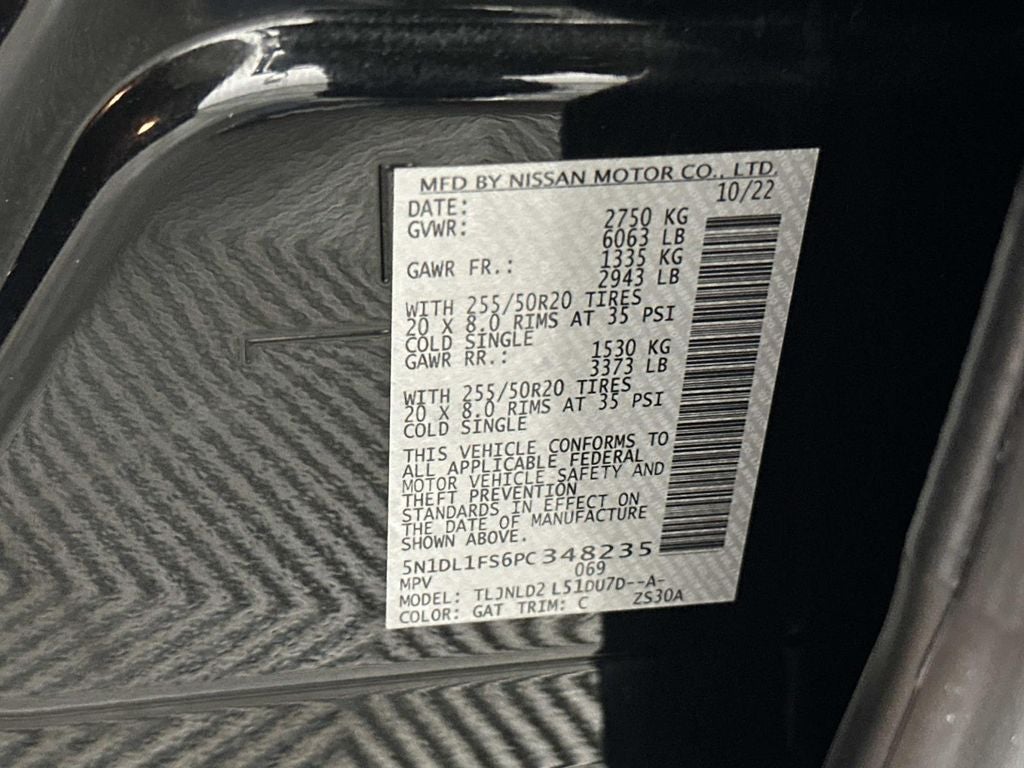 MFD BY NISSAN MOTOR CO., LTD.
DATE: 10/22
GVWR: 2750 KG
6063 LB
GAWR FR.: 1335 KG
2943 LB
WITH 255/50R20 TIRES
20 X 8.0 RIMS AT 35 PSI
COLD SINGLE
GAWR RR.: 1530 KG
3373 LB
WITH 255/50R20 TIRES
20 X 8.0 RIMS AT 35 PSI
COLD SINGLE
THIS VEHICLE CONFORMS TO
ALL APPLICABLE FEDERAL
MOTOR VEHICLE SAFETY AND
THEFT PREVENTION
STANDARDS IN EFFECT ON
THE DATE OF MANUFACTURE
SHOWN ABOVE.
5N1DL1FS6PC348235
MPV 069
MODEL: TLJNLD2 L51DU7D--A-
COLOR: GAT TRIM: C ZS30A